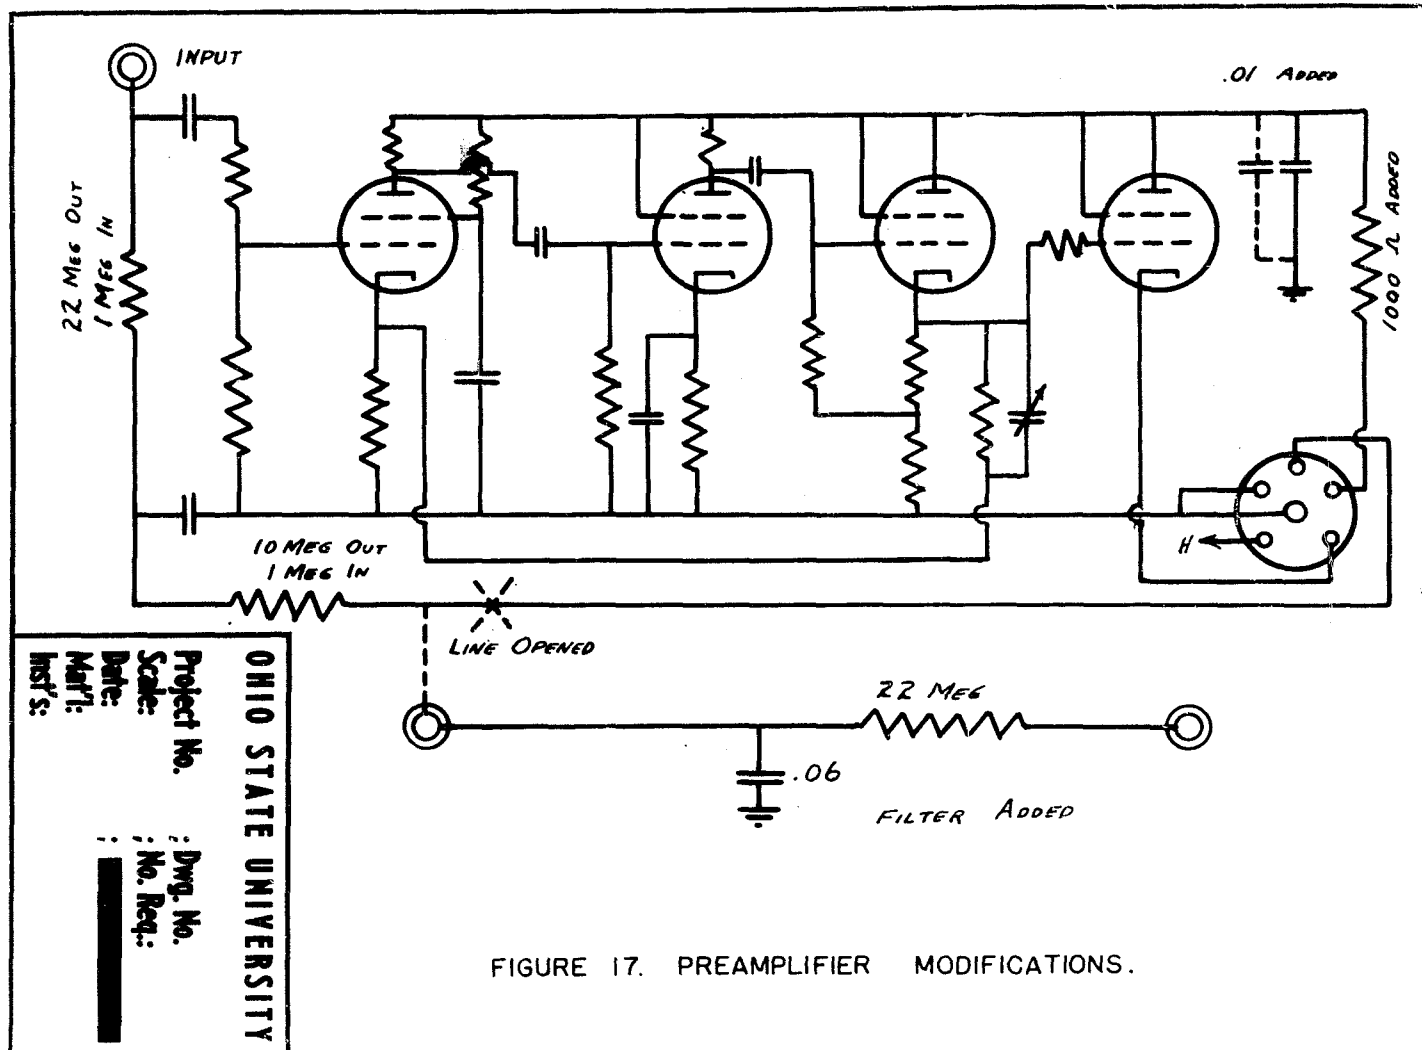 INPUT
.01 ADDED
22 MEG OUT
1 MEG IN
1000 Ω ADDED
10 MEG OUT
1 MEG IN
H
LINE OPENED
22 MEG
.06
FILTER ADDED
OHIO STATE UNIVERSITY
Project No. ; Dwg. No.
Scale: ; No. Req.:
Date: ;
Mat'l:
Inst's:
FIGURE 17. PREAMPLIFIER MODIFICATIONS.